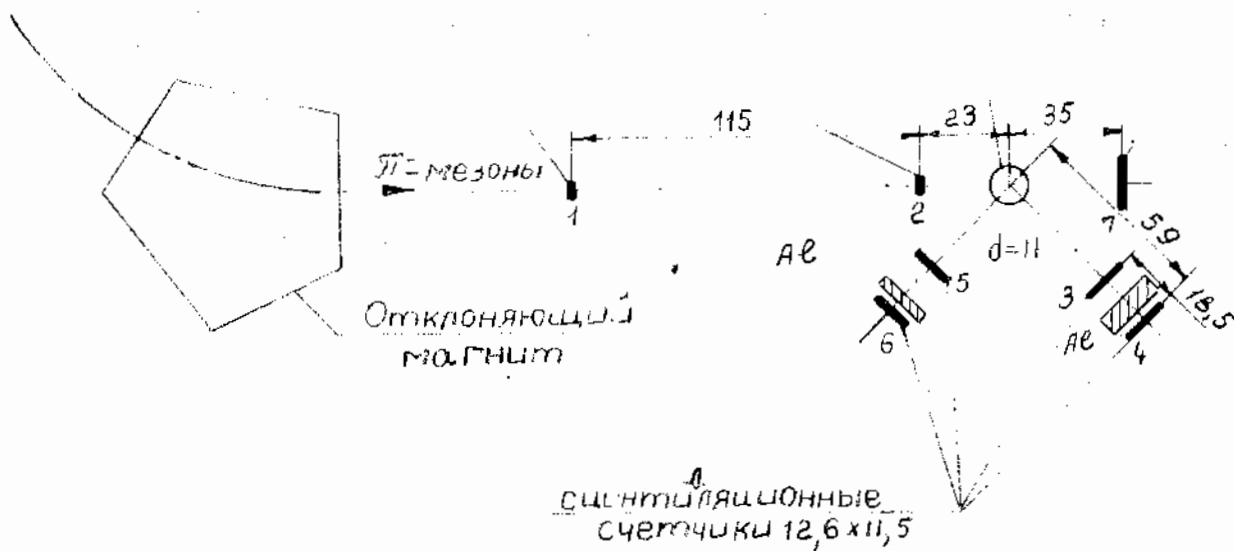 115
23
35
π- мезоны
1
2
7
Al
d=11
59
5
3
18,5
6
Al
4
Отклоняющий
магнит
сцинтиляционные
счетчики 12,6×11,5